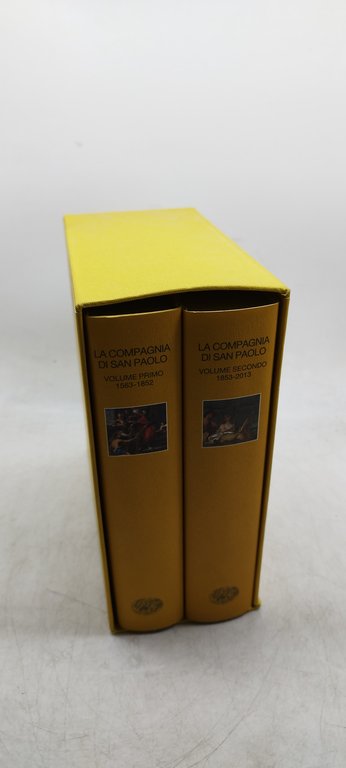 LA COMPAGNIA
DI SAN PAOLO
VOLUME PRIMO
1563-1852
LA COMPAGNIA
DI SAN PAOLO
VOLUME SECONDO
1853-2013